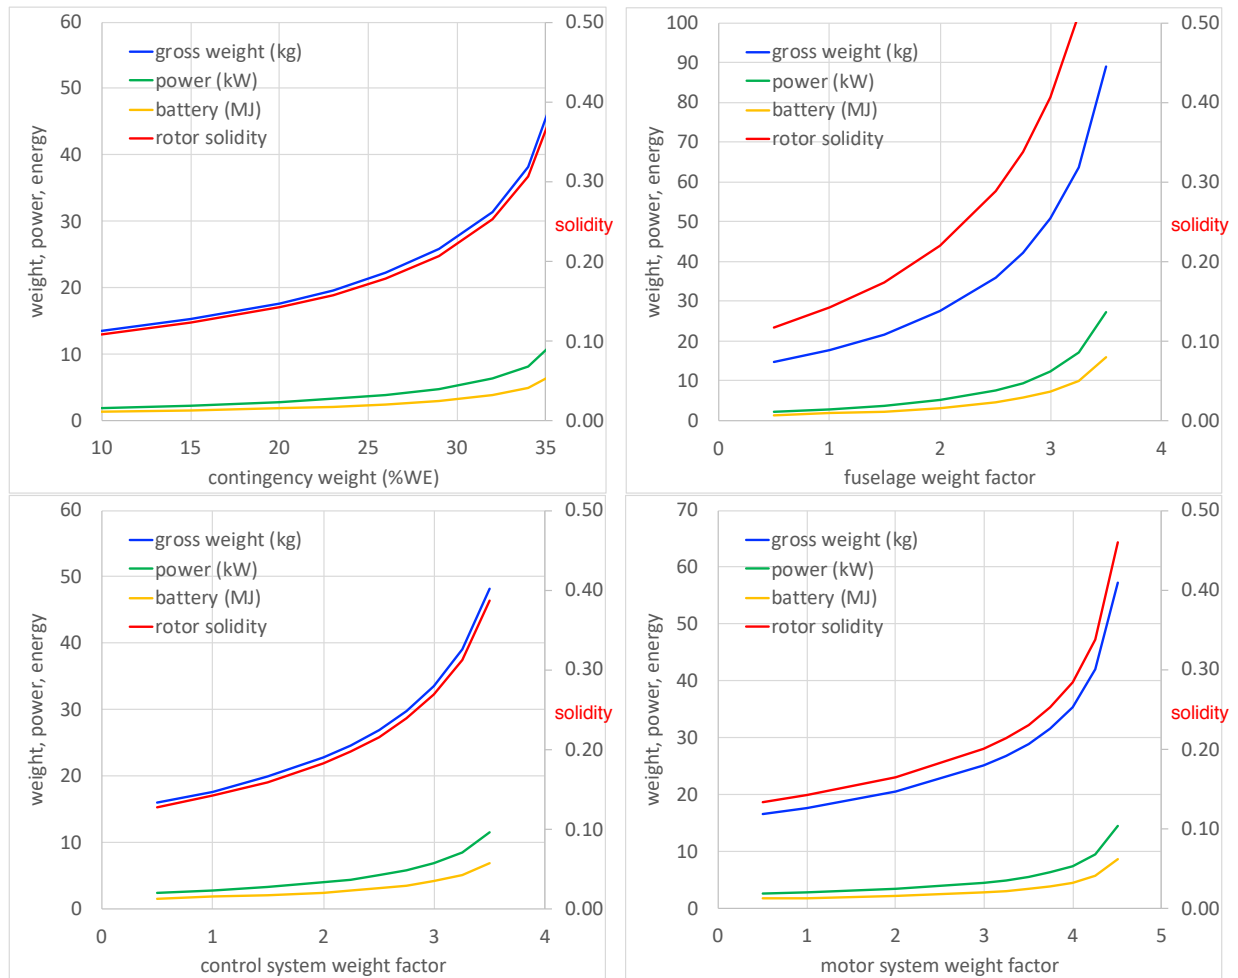 60
50
40
30
20
10
0
weight, power, energy
gross weight (kg)
power (kW)
battery (MJ)
rotor solidity
0.50
0.40
0.30
0.20
0.10
0.00
solidity
10 15 20 25 30 35
contingency weight (%WE)
100
90
80
70
60
50
40
30
20
10
0
weight, power, energy
gross weight (kg)
power (kW)
battery (MJ)
rotor solidity
0.50
0.40
0.30
0.20
0.10
0.00
solidity
0 1 2 3 4
fuselage weight factor
60
50
40
30
20
10
0
weight, power, energy
gross weight (kg)
power (kW)
battery (MJ)
rotor solidity
0.50
0.40
0.30
0.20
0.10
0.00
solidity
0 1 2 3 4
control system weight factor
70
60
50
40
30
20
10
0
weight, power, energy
gross weight (kg)
power (kW)
battery (MJ)
rotor solidity
0.50
0.40
0.30
0.20
0.10
0.00
solidity
0 1 2 3 4 5
motor system weight factor